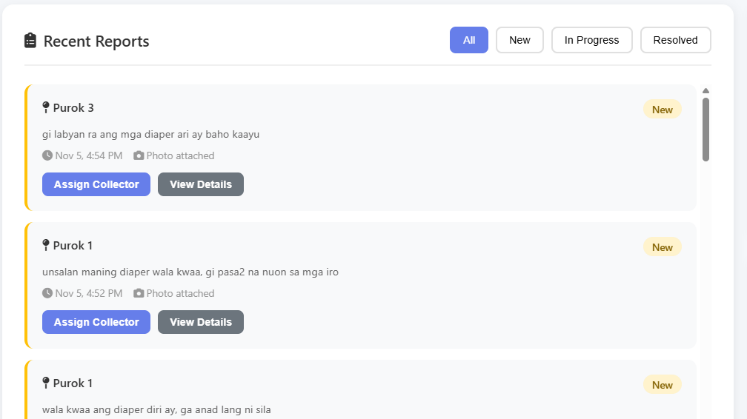 Recent Reports
All
New
In Progress
Resolved
Purok 3
New
gi labyan ra ang mga diaper ari ay baho kaayu
Nov 5, 4:54 PM
Photo attached
Assign Collector
View Details
Purok 1
New
unsalan maning diaper wala kwaa, gi pasa2 na nuon sa mga iro
Nov 5, 4:52 PM
Photo attached
Assign Collector
View Details
Purok 1
New
wala kwaa ang diaper diri ay, ga anad lang ni sila